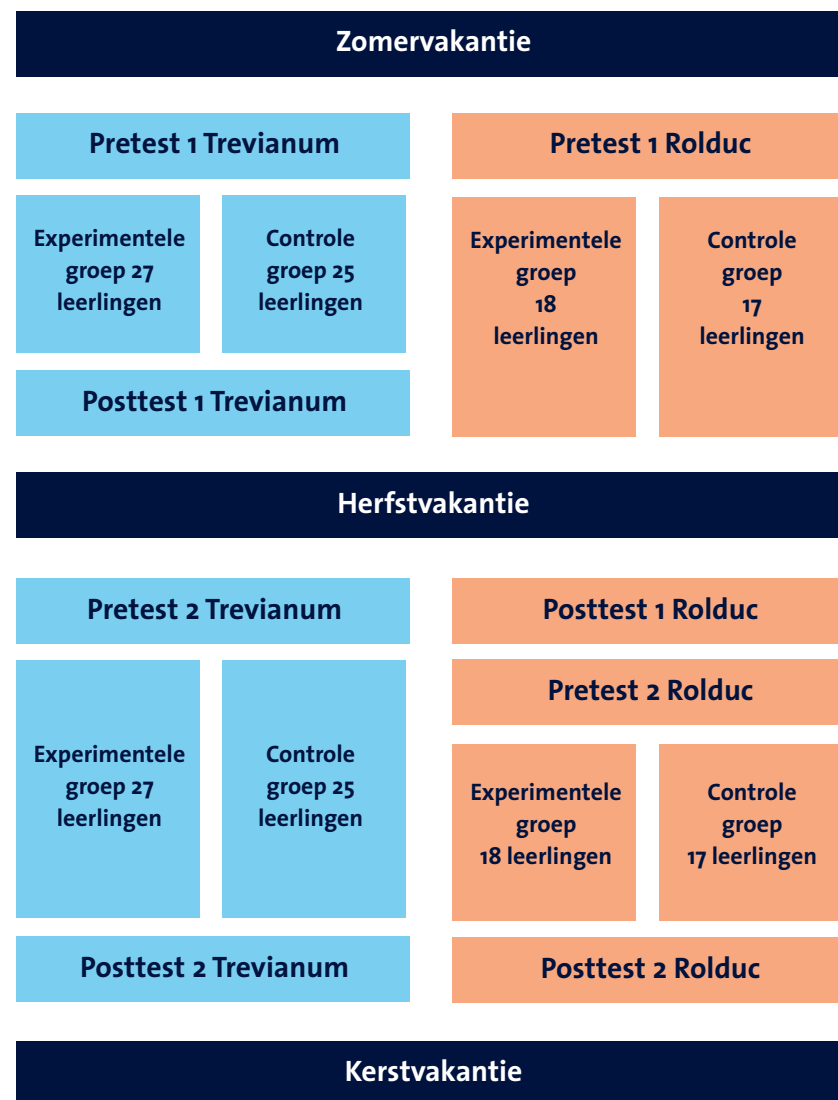 Zomervakantie
Pretest 1 Trevianum
Experimentele
groep 27
leerlingen
Controle
groep 25
leerlingen
Posttest 1 Trevianum
Pretest 1 Rolduc
Experimentele
groep
18
leerlingen
Controle
groep
17
leerlingen
Herfstvakantie
Pretest 2 Trevianum
Experimentele
groep 27
leerlingen
Controle
groep 25
leerlingen
Posttest 2 Trevianum
Posttest 1 Rolduc
Pretest 2 Rolduc
Experimentele
groep
18 leerlingen
Controle
groep
17 leerlingen
Posttest 2 Rolduc
Kerstvakantie